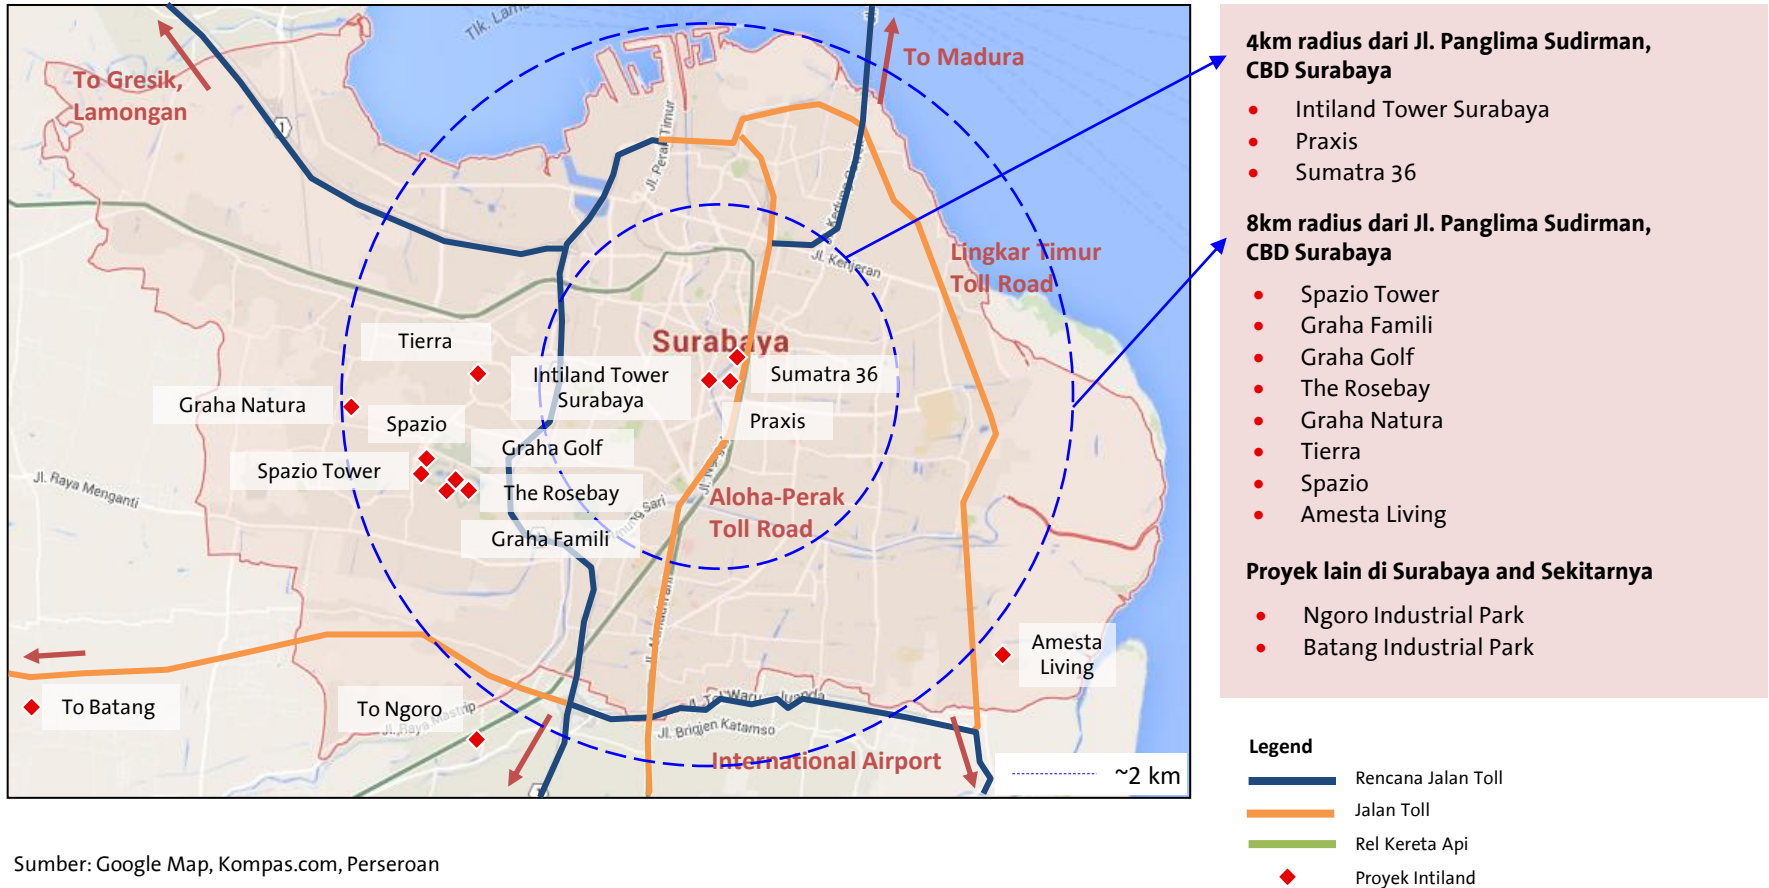 Tlk. Lamo
To Gresik,
Lamongan
To Madura
1
Jl. Perak Timur
Jl. Kenjeran
Lingkar Timur
Toll Road
Surabaya
Tierra
Intiland Tower
Surabaya
Sumatra 36
Graha Natura
Spazio
Praxis
Graha Golf
Spazio Tower
Jl. Raya Menganti
The Rosebay
Aloha-Perak
Toll Road
Graha Famili
Amesta
Living
To Batang
To Ngoro
Jl. Raya Mastrip
Jl. Brigjen Katamso
International Airport
~2 km
4km radius dari Jl. Panglima Sudirman,
CBD Surabaya
• Intiland Tower Surabaya
• Praxis
• Sumatra 36
8km radius dari Jl. Panglima Sudirman,
CBD Surabaya
• Spazio Tower
• Graha Famili
• Graha Golf
• The Rosebay
• Graha Natura
• Tierra
• Spazio
• Amesta Living
Proyek lain di Surabaya and Sekitarnya
• Ngoro Industrial Park
• Batang Industrial Park
Legend
Rencana Jalan Toll
Jalan Toll
Rel Kereta Api
Proyek Intiland
Sumber: Google Map, Kompas.com, Perseroan